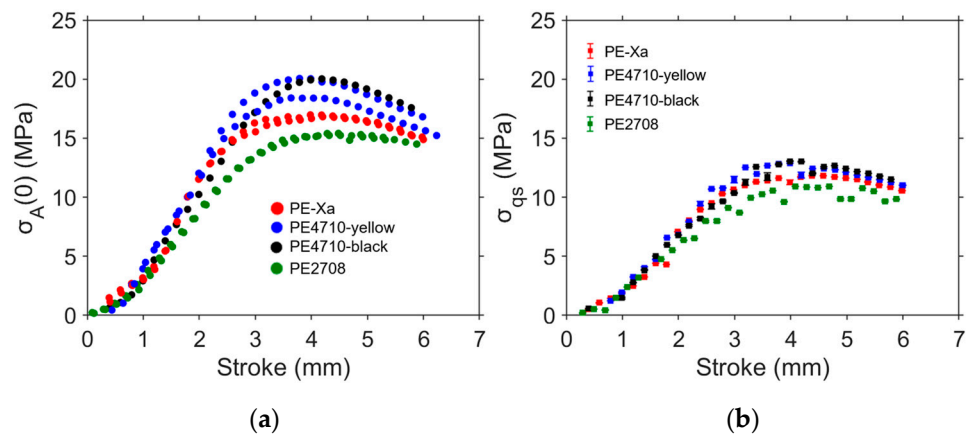 25
20
15
10
5
0
σA(0) (MPa)
PE-Xa
PE4710-yellow
PE4710-black
PE2708
0 1 2 3 4 5 6 7
Stroke (mm)
(a)
25
20
15
10
5
0
σqs (MPa)
PE-Xa
PE4710-yellow
PE4710-black
PE2708
0 1 2 3 4 5 6 7
Stroke (mm)
(b)